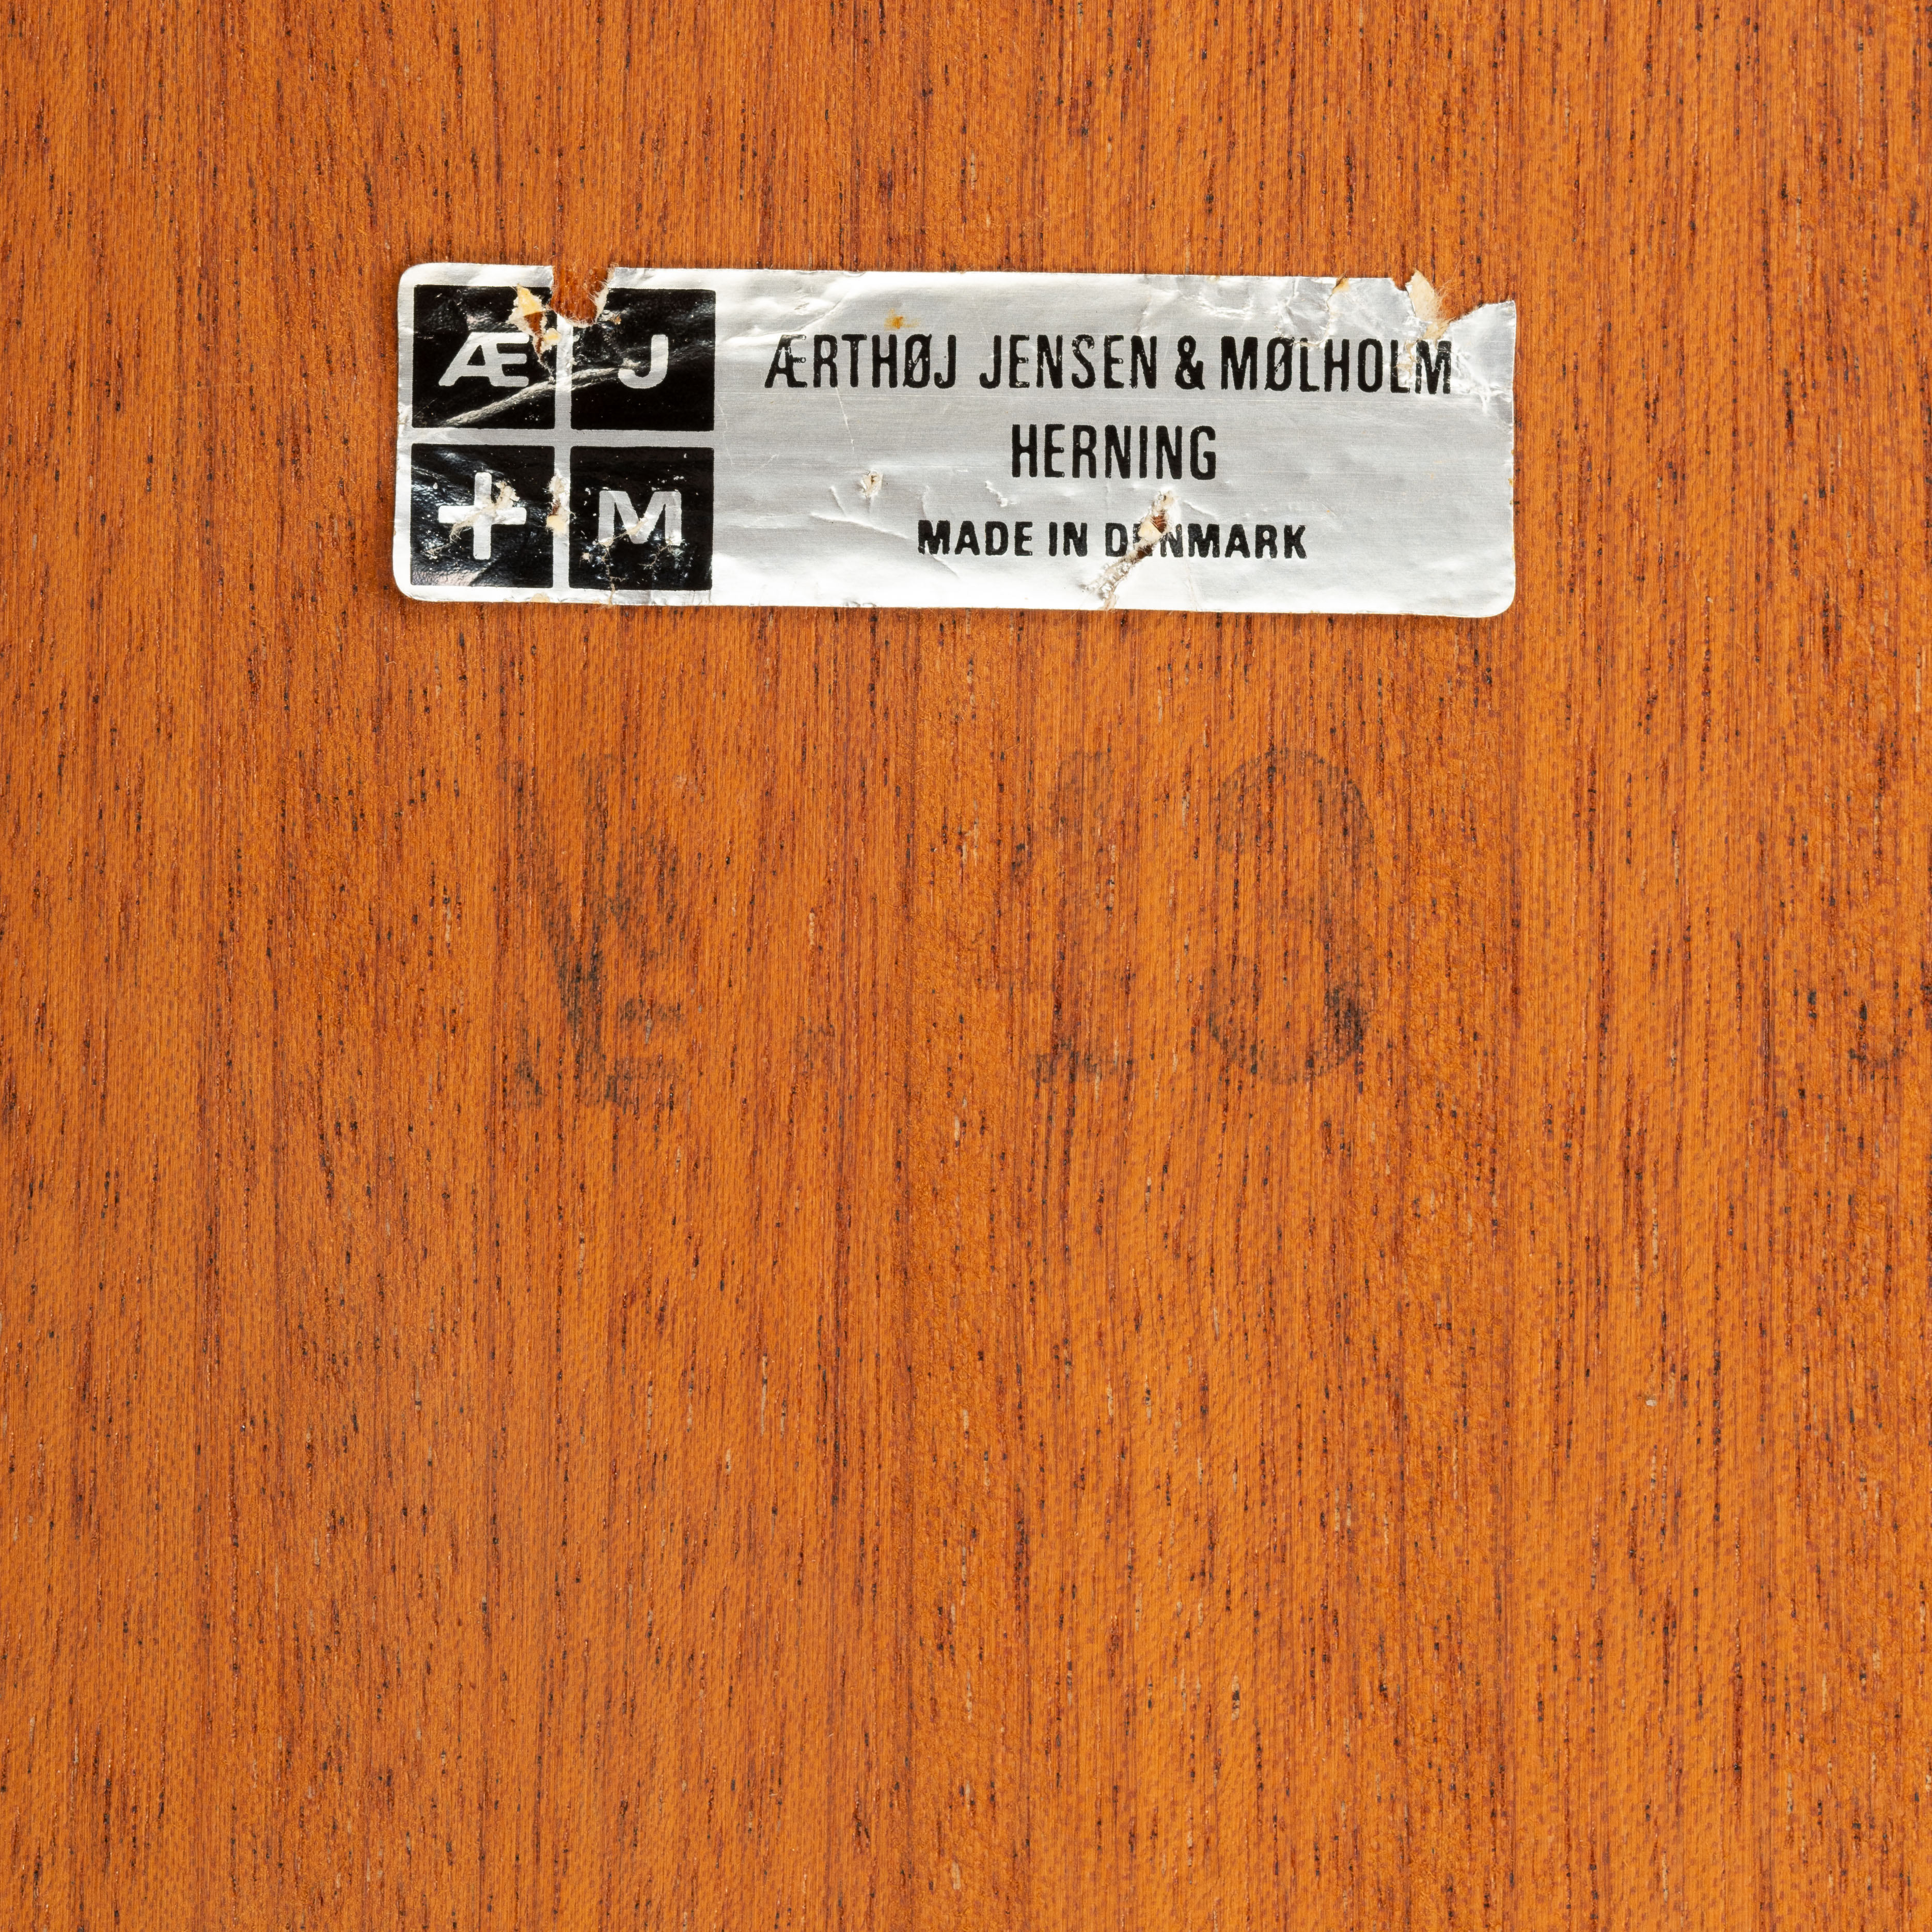 Æ J
+ M
ÆRTHØJ JENSEN & MØLHOLM
HERNING
MADE IN DENMARK